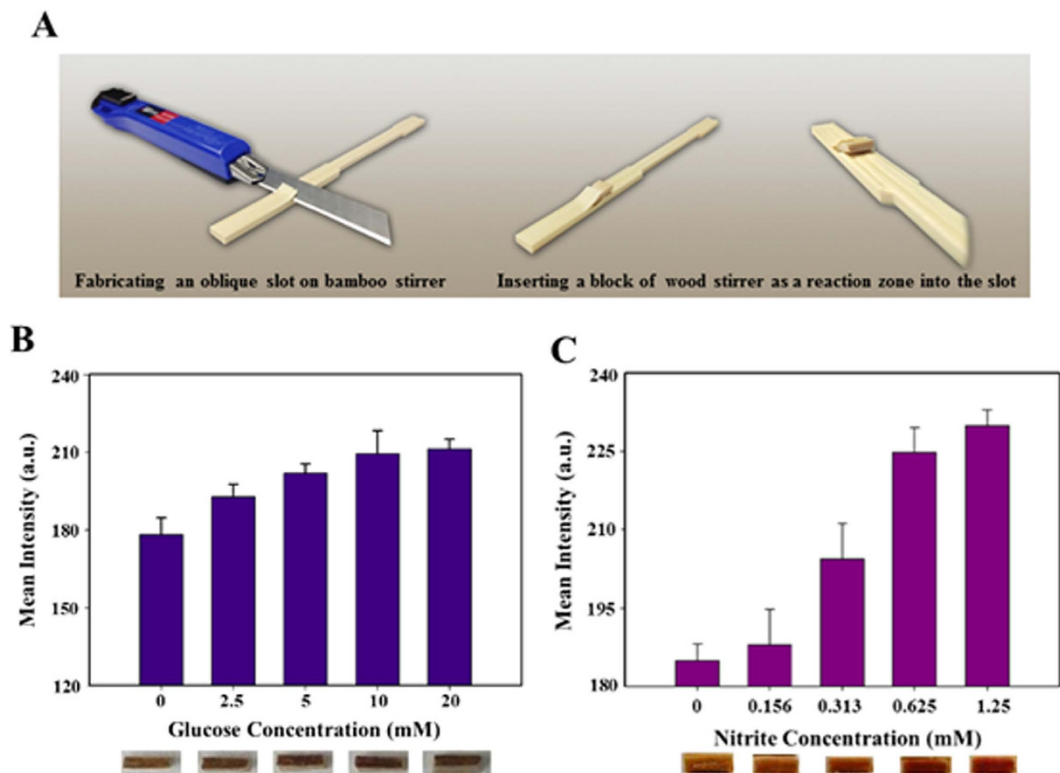 A
Fabricating an oblique slot on bamboo stirrer
Inserting a block of wood stirrer as a reaction zone into the slot
B
240
210
180
150
120
Mean Intensity (a.u.)
0 2.5 5 10 20
Glucose Concentration (mM)
C
240
225
210
195
180
Mean Intensity (a.u.)
0 0.156 0.313 0.625 1.25
Nitrite Concentration (mM)